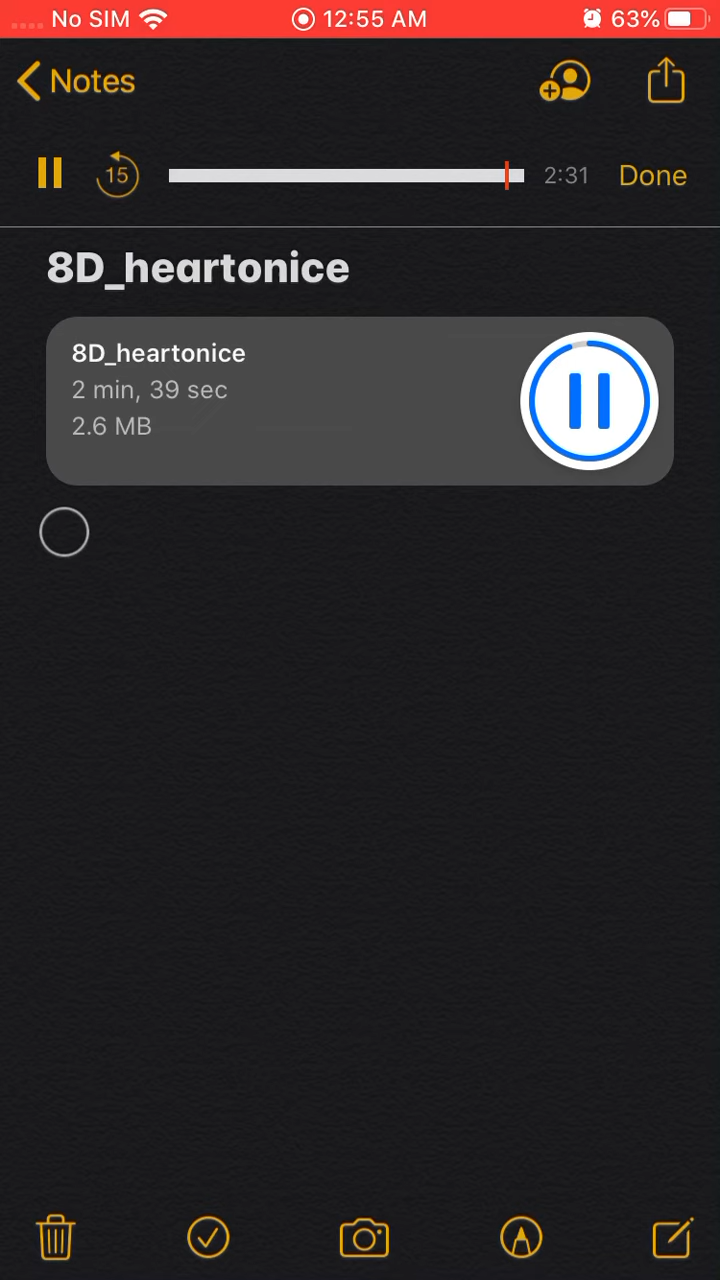 No SIM 12:55 AM 63%
Notes
15 2:31 Done
8D_heartonice
8D_heartonice
2 min, 39 sec
2.6 MB